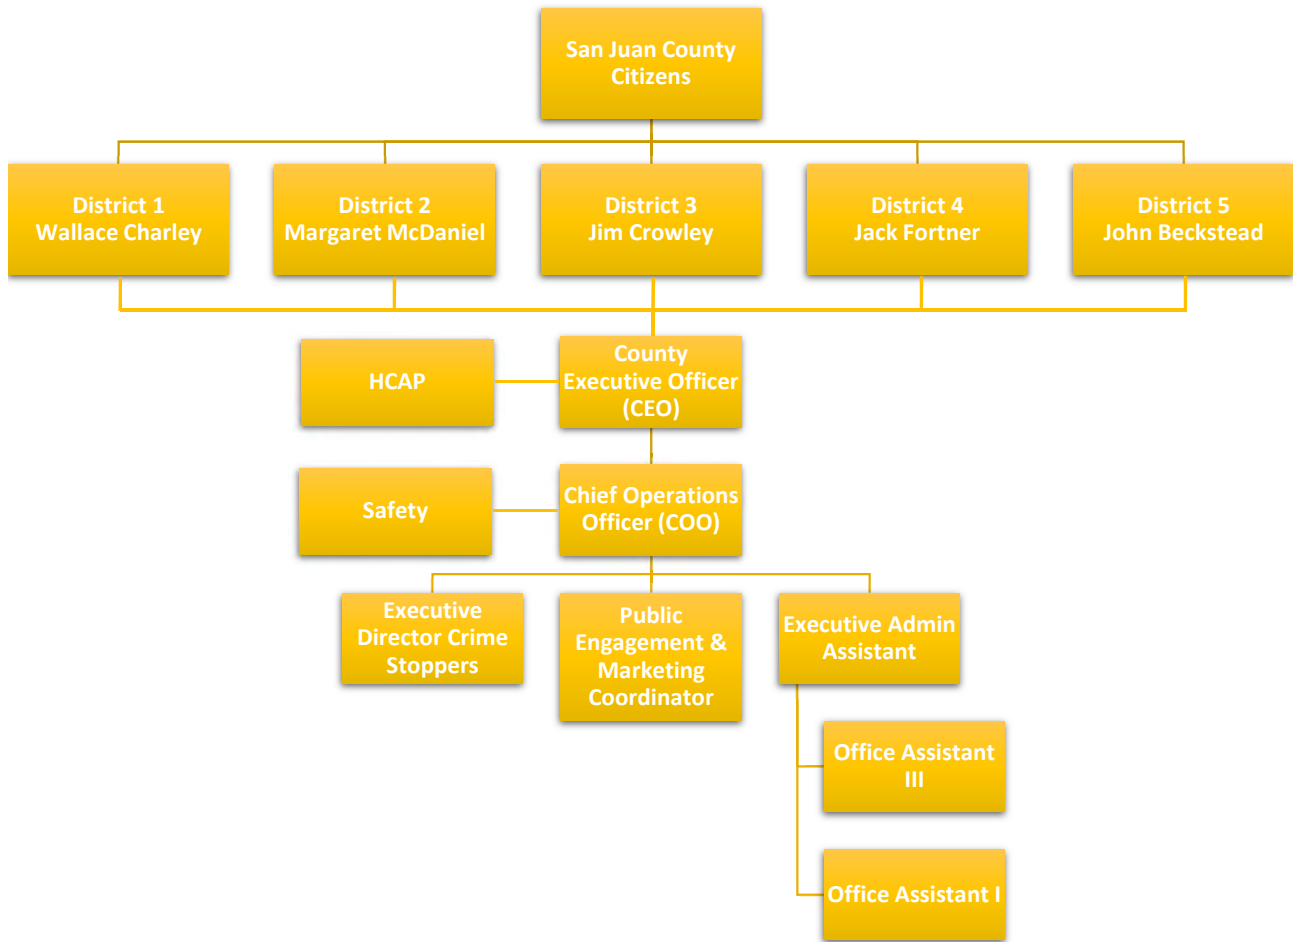 San Juan County
Citizens
District 1
Wallace Charley
District 2
Margaret McDaniel
District 3
Jim Crowley
District 4
Jack Fortner
District 5
John Beckstead
HCAP
County
Executive Officer
(CEO)
Safety
Chief Operations
Officer (COO)
Executive
Director Crime
Stoppers
Public
Engagement &
Marketing
Coordinator
Executive Admin
Assistant
Office Assistant
III
Office Assistant I